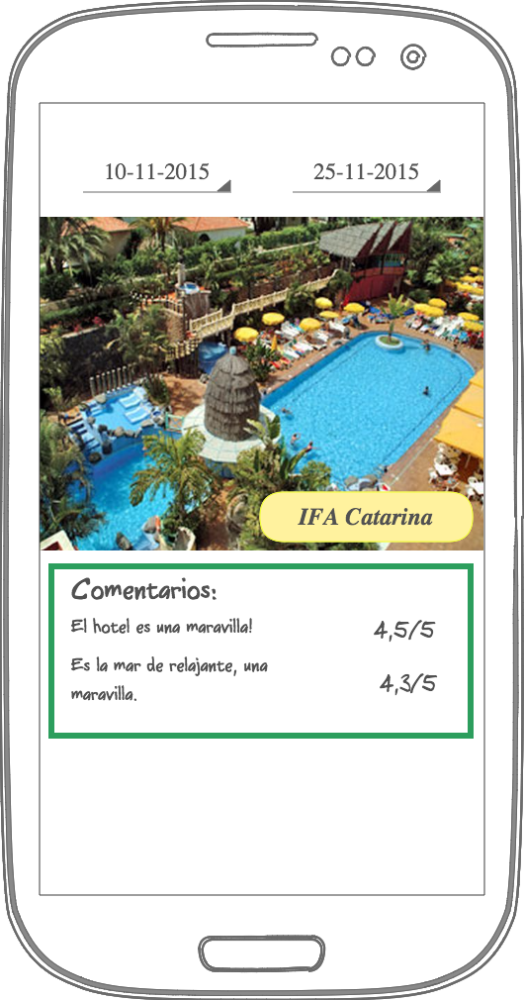 10-11-2015 25-11-2015
IFA Catarina
Comentarios:
El hotel es una maravilla! 4,5/5
Es la mar de relajante, una
maravilla. 4,3/5